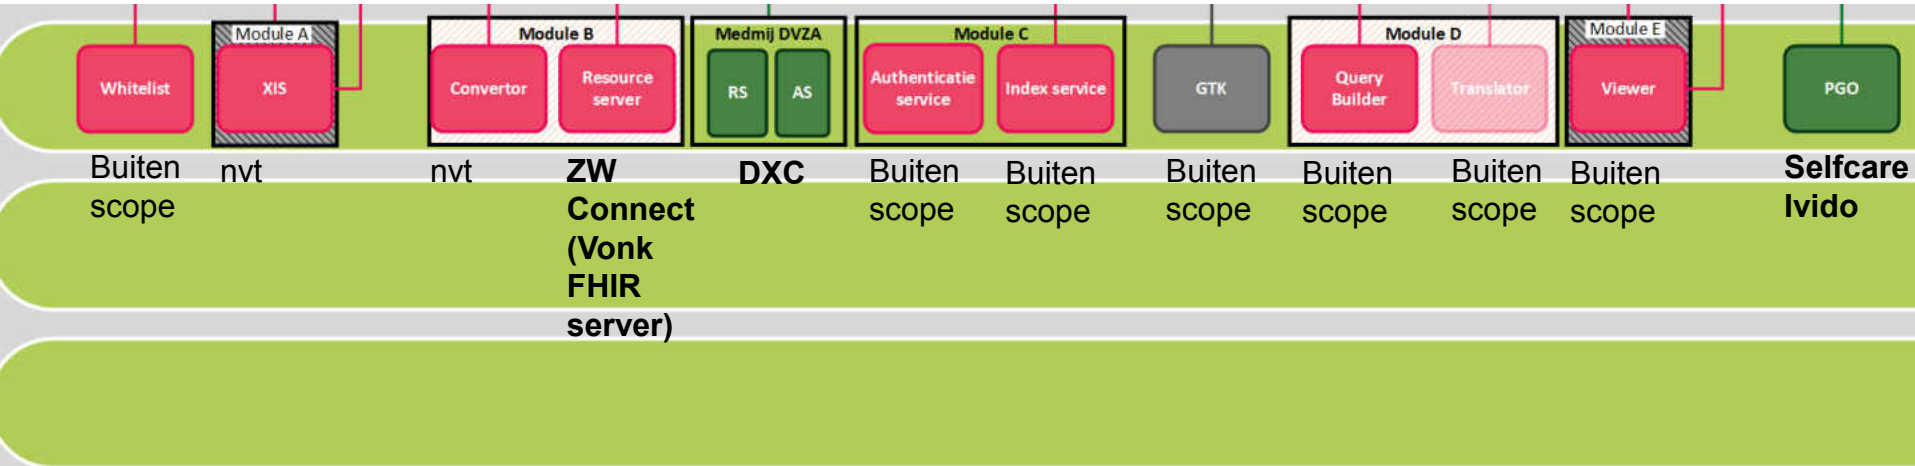 Module A
Module B
Medmij DVZA
Module C
Module D
Module E
Whitelist
XIS
Convertor
Resource
server
RS
AS
Authenticatie
service
Index service
GTK
Query
Builder
Translator
Viewer
PGO
Buiten
scope
nvt
nvt
ZW
Connect
(Vonk
FHIR
server)
DXC
Buiten
scope
Buiten
scope
Buiten
scope
Buiten
scope
Buiten
scope
Buiten
scope
Selfcare
Ivido